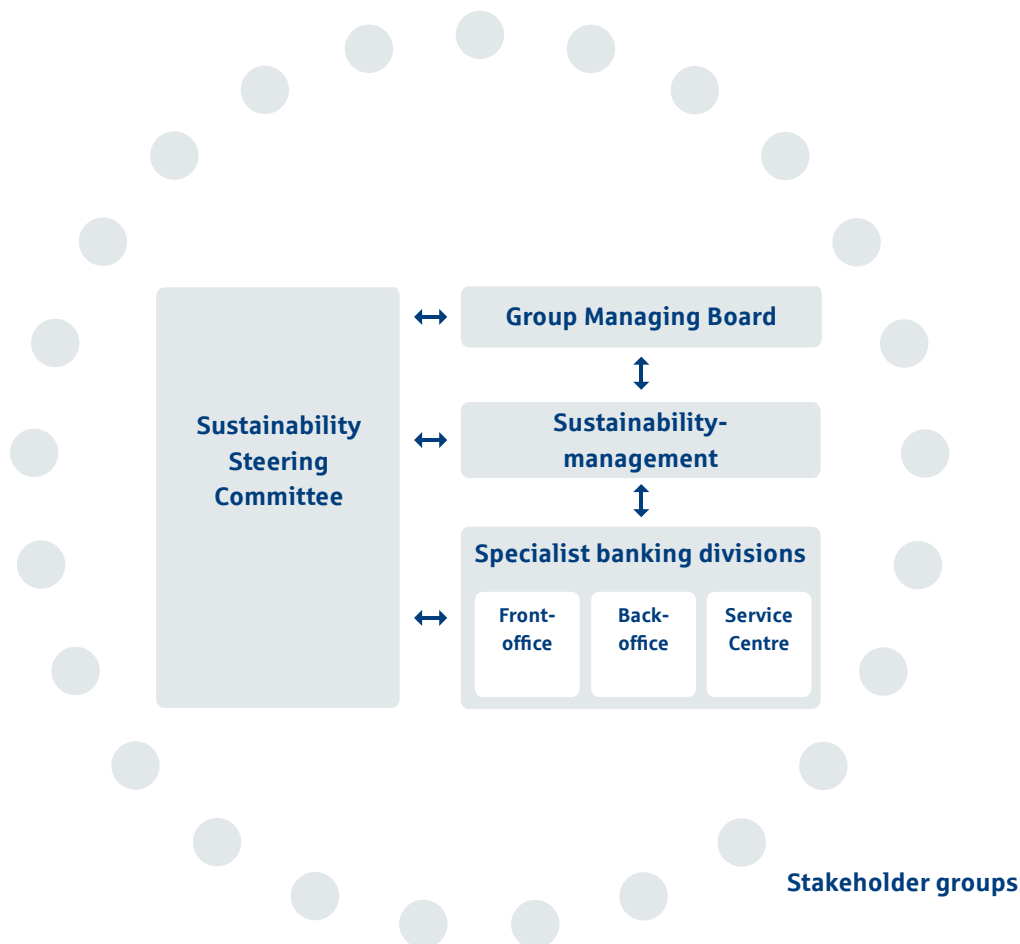 Sustainability
Steering
Committee
Group Managing Board
Sustainability-
management
Specialist banking divisions
Front-
office
Back-
office
Service
Centre
Stakeholder groups